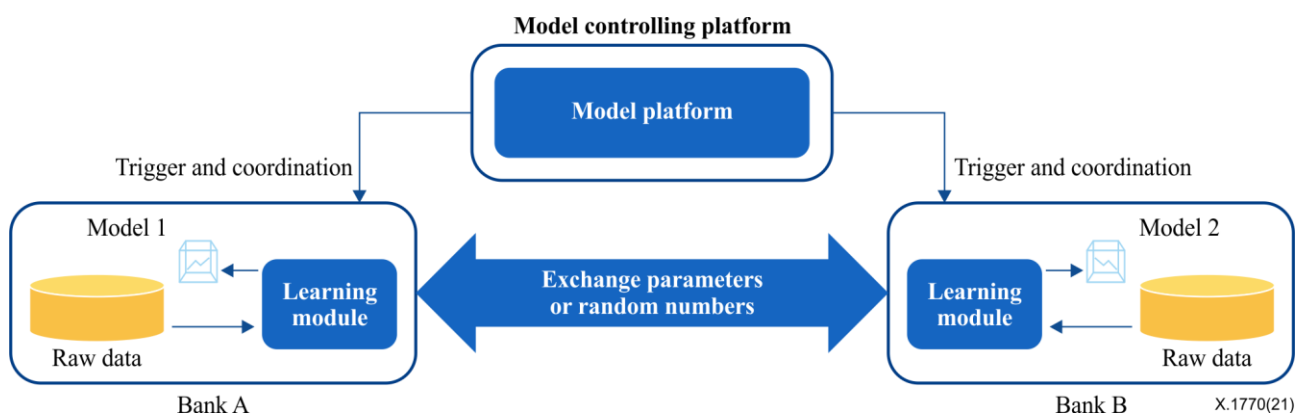 Model controlling platform
Model platform
Trigger and coordination
Trigger and coordination
Model 1
Model 2
Exchange parameters
or random numbers
Learning
module
Learning
module
Raw data
Raw data
Bank A
Bank B
X.1770(21)